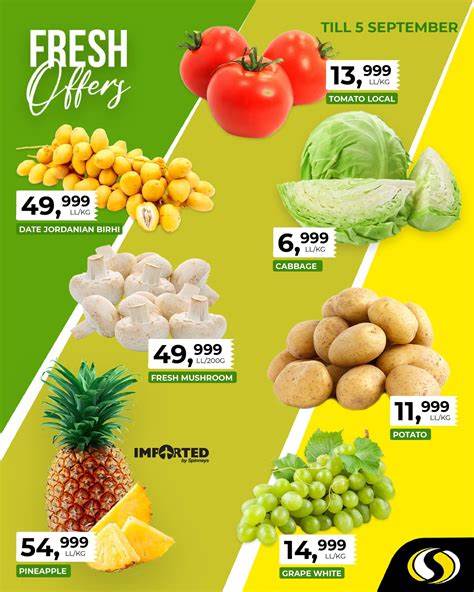 FRESH
Offers
TILL 5 SEPTEMBER
13,999
LL/KG
TOMATO LOCAL
49,999
LL/KG
DATE JORDANIAN BIRHI
6,999
LL/KG
CABBAGE
49,999
LL/200G
FRESH MUSHROOM
11,999
LL/KG
POTATO
IMPORTED
by Spinneys
54,999
LL/KG
PINEAPPLE
14,999
LL/KG
GRAPE WHITE